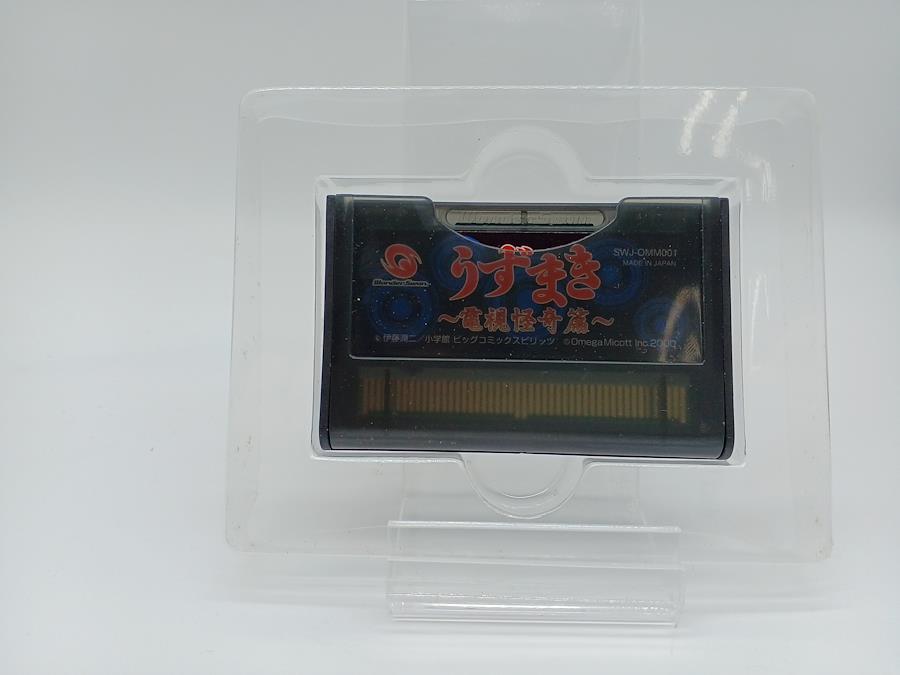 WonderSwan
SWJ-OMM001
MADE IN JAPAN
WonderSwan
うずまき
～電視怪奇篇～
© 伊藤潤二／小学館 ビッグコミックスピリッツ ©Omega Micott Inc.2000